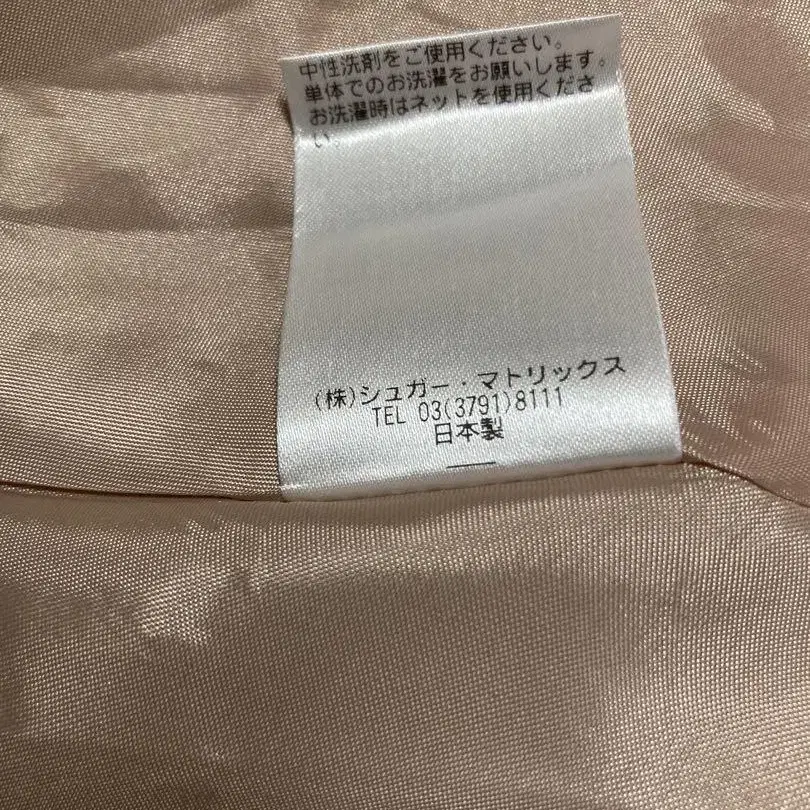 中性洗剤をご使用ください。
単体でのお洗濯をお願いします。
お洗濯時はネットを使用くださ
い。
(株)シュガー・マトリックス
TEL 03(3791)8111
日本製